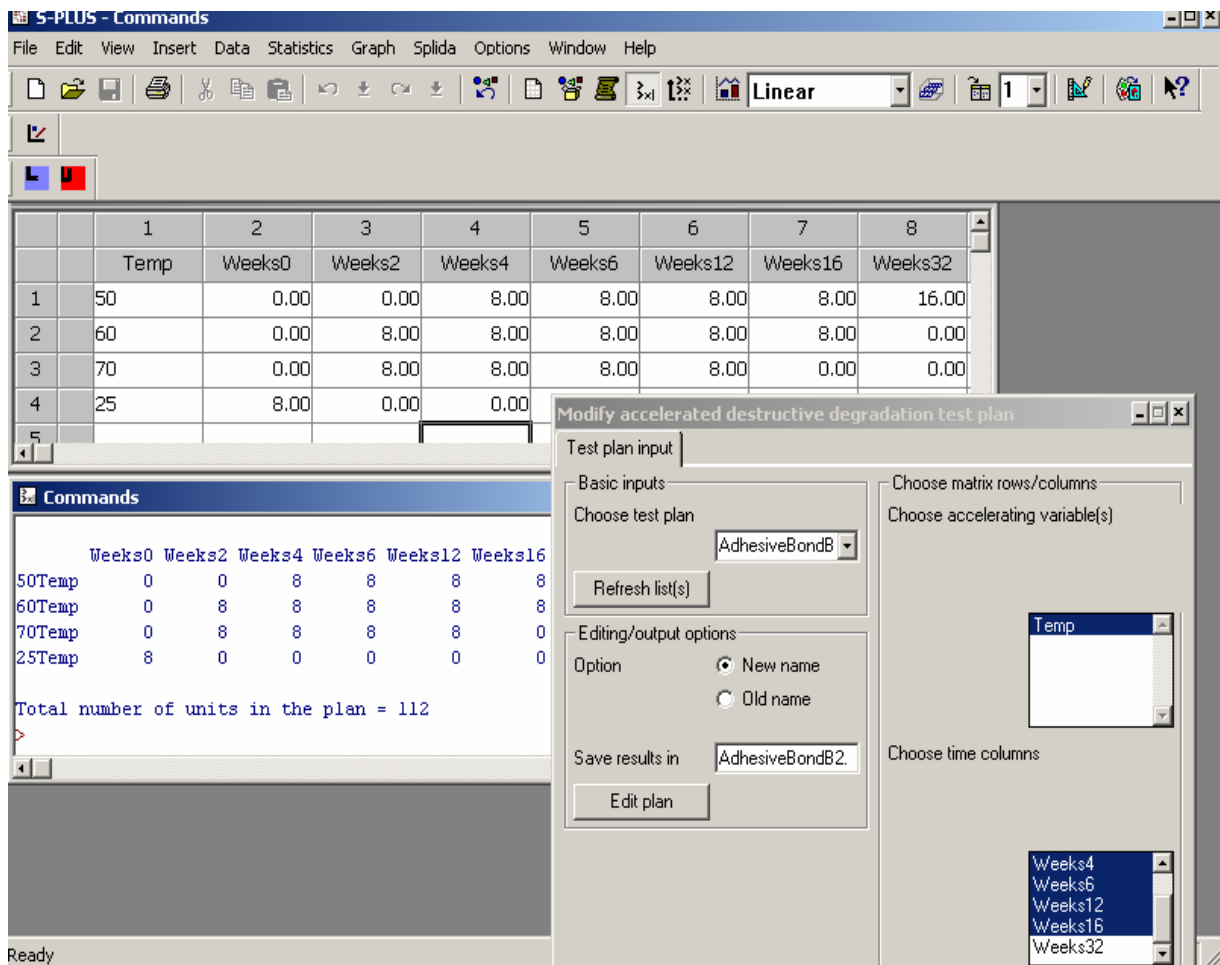 S-PLUS - Commands
File Edit View Insert Data Statistics Graph Splida Options Window Help
Linear 1
1 2 3 4 5 6 7 8
Temp Weeks0 Weeks2 Weeks4 Weeks6 Weeks12 Weeks16 Weeks32
1 50 0.00 0.00 8.00 8.00 8.00 8.00 16.00
2 60 0.00 8.00 8.00 8.00 8.00 8.00 0.00
3 70 0.00 8.00 8.00 8.00 8.00 0.00 0.00
4 25 8.00 0.00 0.00
5
Commands
Weeks0 Weeks2 Weeks4 Weeks6 Weeks12 Weeks16
50Temp 0 0 8 8 8 8
60Temp 0 8 8 8 8 8
70Temp 0 8 8 8 8 0
25Temp 8 0 0 0 0 0
Total number of units in the plan = 112
>
Modify accelerated destructive degradation test plan
Test plan input
Basic inputs
Choose test plan
AdhesiveBondB
Refresh list(s)
Editing/output options
Option
New name
Old name
Save results in
AdhesiveBondB2.
Edit plan
Choose matrix rows/columns
Choose accelerating variable(s)
Temp
Choose time columns
Weeks4
Weeks6
Weeks12
Weeks16
Weeks32
Ready